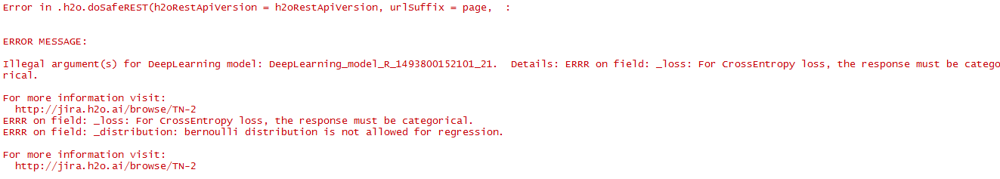 Error in .h2o.doSafeREST(h2oRestApiVersion = h2oRestApiVersion, urlSuffix = page,  :
ERROR MESSAGE:
Illegal argument(s) for DeepLearning model: DeepLearning_model_R_1493800152101_21.  Details: ERRR on field: _loss: For CrossEntropy loss, the response must be catego
rical.
For more information visit:
  http://jira.h2o.ai/browse/TN-2
ERRR on field: _loss: For CrossEntropy loss, the response must be categorical.
ERRR on field: _distribution: bernoulli distribution is not allowed for regression.
For more information visit:
  http://jira.h2o.ai/browse/TN-2